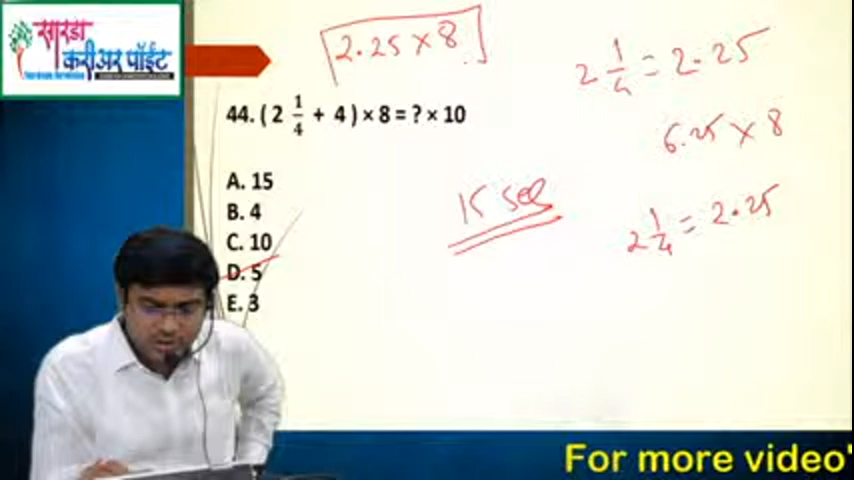 सारडा
करीअर पॉईंट
2.25 × 8
2 1/4 = 2.25
44. ( 2 1/4 + 4 ) × 8 = ? × 10
6.25 × 8
A. 15
B. 4
C. 10
D. 5
E. 3
15 sec
2 1/4 = 2.25
For more video'